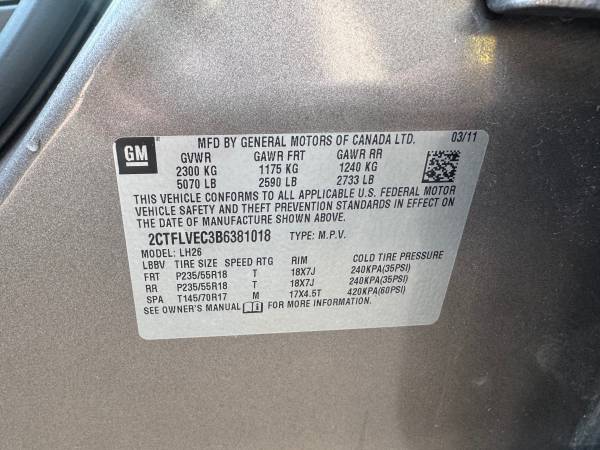 GM
MFD BY GENERAL MOTORS OF CANADA LTD. 03/11
GVWR GAWR FRT GAWR RR
2300 KG 1175 KG 1240 KG
5070 LB 2590 LB 2733 LB
THIS VEHICLE CONFORMS TO ALL APPLICABLE U.S. FEDERAL MOTOR
VEHICLE SAFETY AND THEFT PREVENTION STANDARDS IN EFFECT ON
THE DATE OF MANUFACTURE SHOWN ABOVE.
2CTFLVEC3B6381018 TYPE: M.P.V.
MODEL: LH26
LBBV TIRE SIZE SPEED RTG RIM COLD TIRE PRESSURE
FRT P235/55R18 T 18X7J 240KPA(35PSI)
RR P235/55R18 T 18X7J 240KPA(35PSI)
SPA T145/70R17 M 17X4.5T 420KPA(60PSI)
SEE OWNER'S MANUAL FOR MORE INFORMATION.